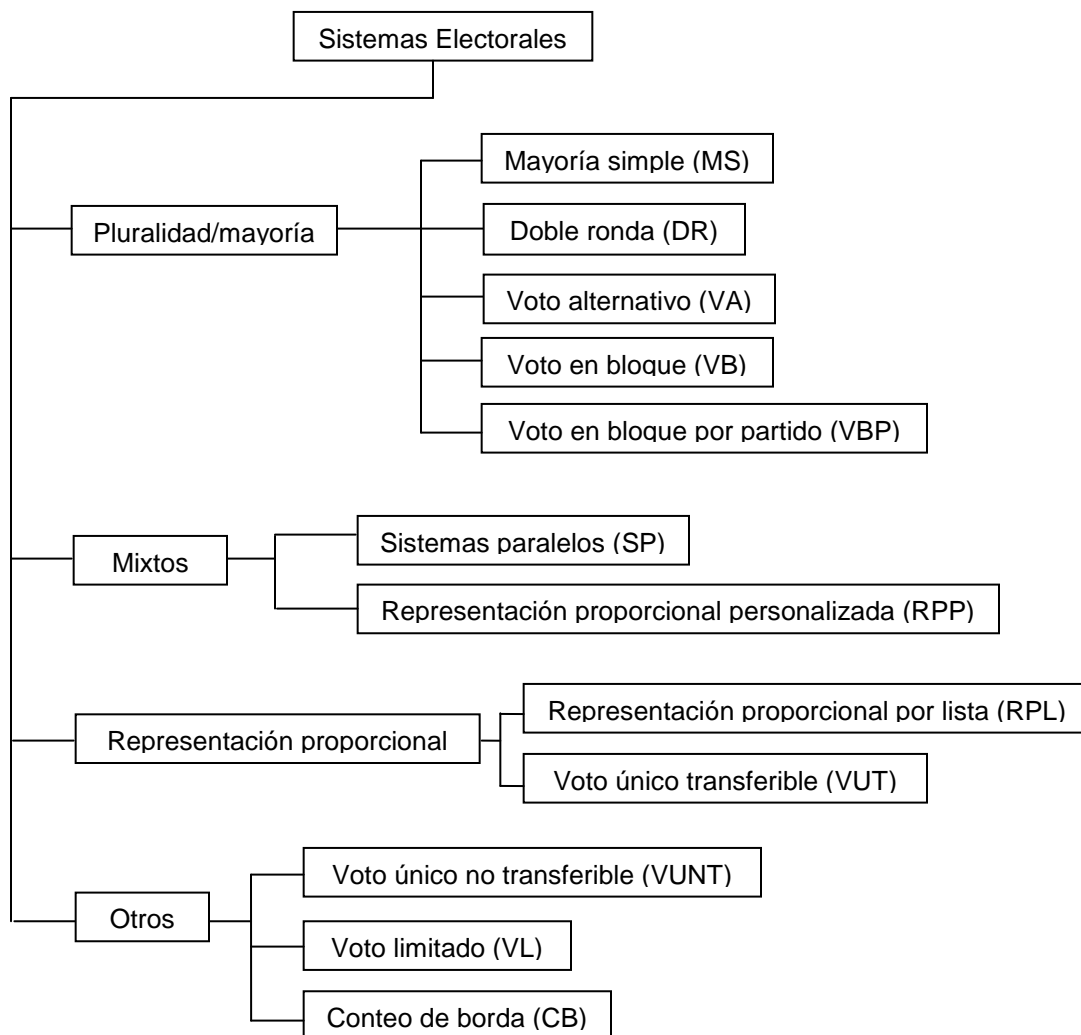 Sistemas Electorales
Pluralidad/mayoría
Mayoría simple (MS)
Doble ronda (DR)
Voto alternativo (VA)
Voto en bloque (VB)
Voto en bloque por partido (VBP)
Mixtos
Sistemas paralelos (SP)
Representación proporcional personalizada (RPP)
Representación proporcional
Representación proporcional por lista (RPL)
Voto único transferible (VUT)
Otros
Voto único no transferible (VUNT)
Voto limitado (VL)
Conteo de borda (CB)